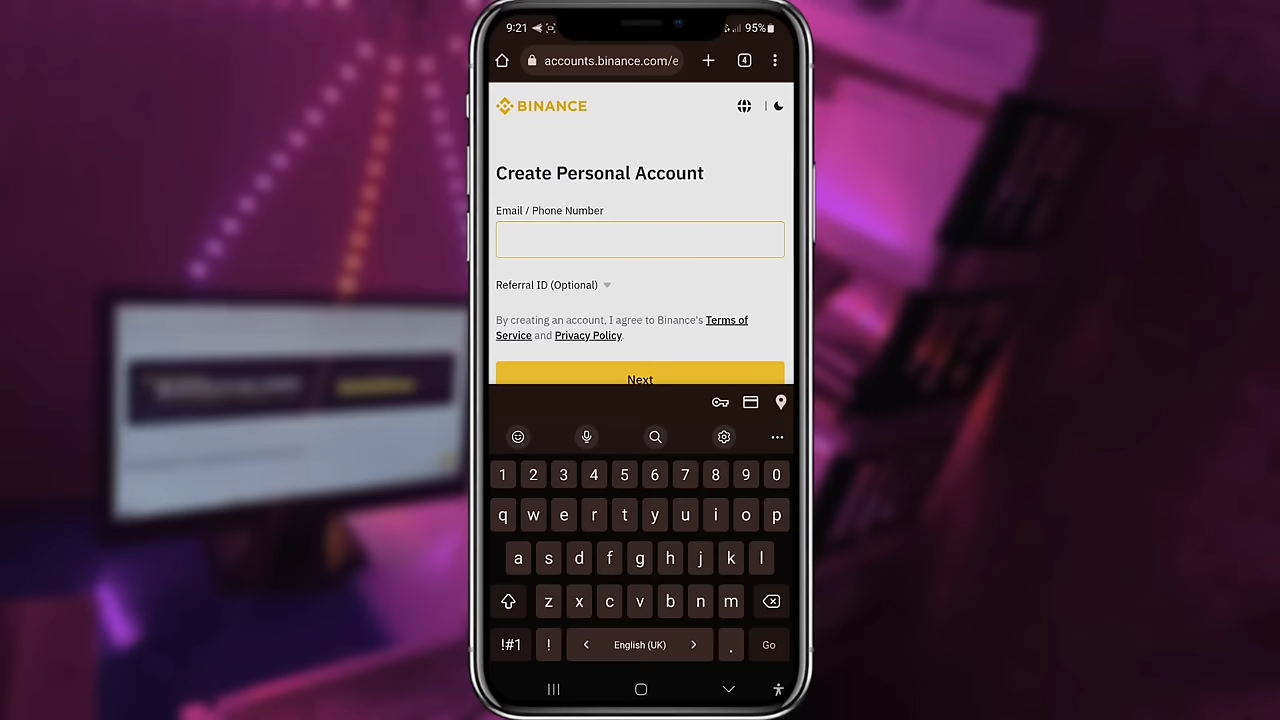 9:21
95%
accounts.binance.com/e
4
BINANCE
Create Personal Account
Email / Phone Number
Referral ID (Optional)
By creating an account, I agree to Binance's Terms of
Service and Privacy Policy.
Next
1 2 3 4 5 6 7 8 9 0
q w e r t y u i o p
a s d f g h j k l
z x c v b n m
!#1 ! English (UK) . Go